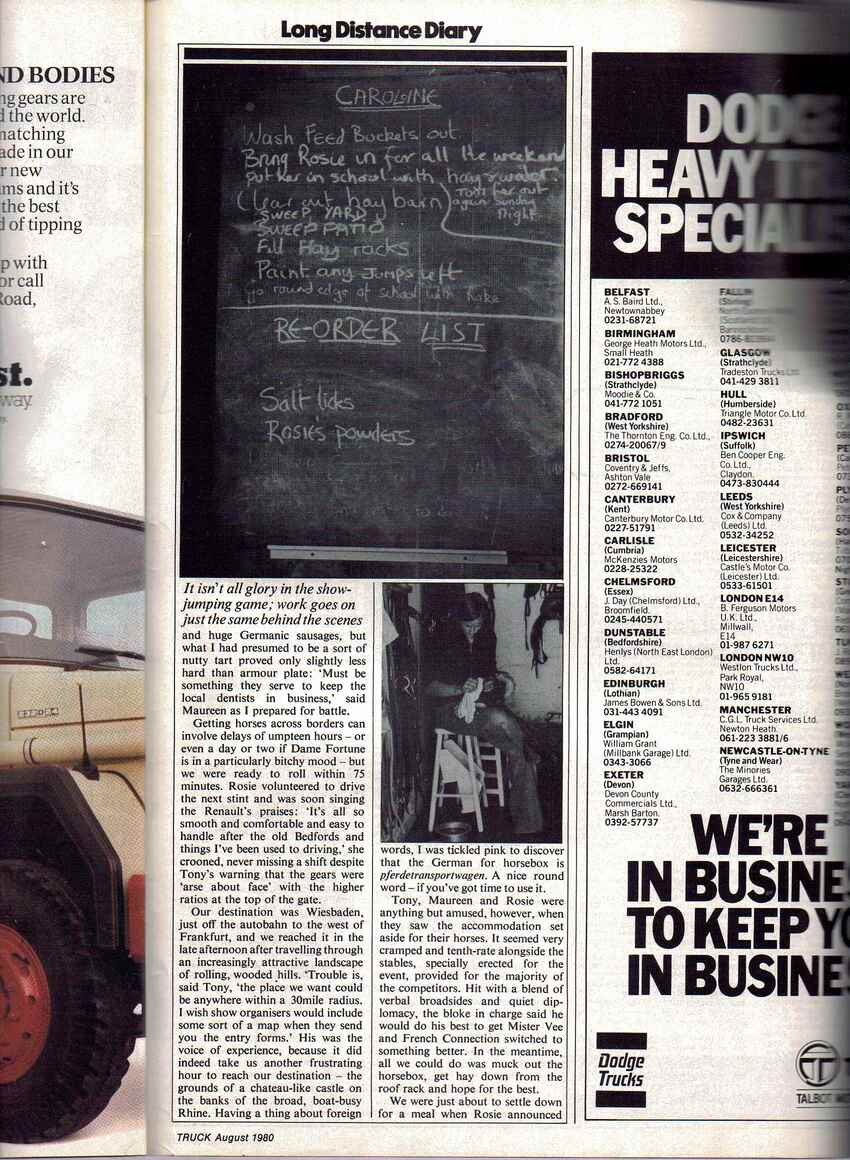 ND BODIES
ng gears are
d the world.
natching
ade in our
r new
ms and it's
the best
d of tipping
p with
or call
Road,
st.
way.
Long Distance Diary
CAROLINE
Wash Feed Buckets out.
Bring Rosie in for all the weekend
put her in school with hay & water.
Clear out hay barn
Turn her out
again Sunday
Night.
SWEEP YARD
SWEEP PATIO
Fill Hay racks
Paint any Jumps left
go round edge of school with Rake
RE-ORDER LIST
Salt licks
Rosies powders
It isn't all glory in the show-
jumping game; work goes on
just the same behind the scenes
and huge Germanic sausages, but
what I had presumed to be a sort of
nutty tart proved only slightly less
hard than armour plate: 'Must be
something they serve to keep the
local dentists in business,' said
Maureen as I prepared for battle.
Getting horses across borders can
involve delays of umpteen hours – or
even a day or two if Dame Fortune
is in a particularly bitchy mood – but
we were ready to roll within 75
minutes. Rosie volunteered to drive
the next stint and was soon singing
the Renault's praises: 'It's all so
smooth and comfortable and easy to
handle after the old Bedfords and
things I've been used to driving,' she
crooned, never missing a shift despite
Tony's warning that the gears were
'arse about face' with the higher
ratios at the top of the gate.
Our destination was Wiesbaden,
just off the autobahn to the west of
Frankfurt, and we reached it in the
late afternoon after travelling through
an increasingly attractive landscape
of rolling, wooded hills. 'Trouble is,
said Tony, 'the place we want could
be anywhere within a 30mile radius.
I wish show organisers would include
some sort of a map when they send
you the entry forms.' His was the
voice of experience, because it did
indeed take us another frustrating
hour to reach our destination – the
grounds of a chateau-like castle on
the banks of the broad, boat-busy
Rhine. Having a thing about foreign
words, I was tickled pink to discover
that the German for horsebox is
pferdetransportwagen. A nice round
word – if you've got time to use it.
Tony, Maureen and Rosie were
anything but amused, however, when
they saw the accommodation set
aside for their horses. It seemed very
cramped and tenth-rate alongside the
stables, specially erected for the
event, provided for the majority of
the competitors. Hit with a blend of
verbal broadsides and quiet dip-
lomacy, the bloke in charge said he
would do his best to get Mister Vee
and French Connection switched to
something better. In the meantime,
all we could do was muck out the
horsebox, get hay down from the
roof rack and hope for the best.
We were just about to settle down
for a meal when Rosie announced
TRUCK August 1980
DODGE
HEAVY TR
SPECIAL
BELFAST
A. S. Baird Ltd.,
Newtownabbey
0231-68721
BIRMINGHAM
George Heath Motors Ltd.,
Small Heath
021-772 4388
BISHOPBRIGGS
(Strathclyde)
Moodie & Co.
041-772 1051
BRADFORD
(West Yorkshire)
The Thornton Eng. Co. Ltd.,
0274-20067/9
BRISTOL
Coventry & Jeffs,
Ashton Vale
0272-669141
CANTERBURY
(Kent)
Canterbury Motor Co. Ltd.
0227-51791
CARLISLE
(Cumbria)
McKenzies Motors
0228-25322
CHELMSFORD
(Essex)
J. Day (Chelmsford) Ltd.,
Broomfield.
0245-440571
DUNSTABLE
(Bedfordshire)
Henlys (North East London)
Ltd.
0582-64171
EDINBURGH
(Lothian)
James Bowen & Sons Ltd.
031-443 4091
ELGIN
(Grampian)
William Grant
(Millbank Garage) Ltd.
0343-3066
EXETER
(Devon)
Devon County
Commercials Ltd.,
Marsh Barton.
0392-57737
FALLIN
(Stirling)
0786-
GLASGOW
(Strathclyde)
Tradeston Trucks Ltd
041-429 3811
HULL
(Humberside)
Triangle Motor Co. Ltd.
0482-23631
IPSWICH
(Suffolk)
Ben Cooper Eng.
Co. Ltd.,
Claydon.
0473-830444
LEEDS
(West Yorkshire)
Cox & Company
(Leeds) Ltd.
0532-34252
LEICESTER
(Leicestershire)
Castle's Motor Co.
(Leicester) Ltd.
0533-61501
LONDON E14
B. Ferguson Motors
U.K. Ltd.,
Millwall,
E14
01-987 6271
LONDON NW10
Westlon Trucks Ltd.,
Park Royal,
NW10
01-965 9181
MANCHESTER
C.G.L. Truck Services Ltd.
Newton Heath.
061-223 3881/6
NEWCASTLE-ON-TYNE
(Tyne and Wear)
The Minories
Garages Ltd.
0632-666361
WE'RE
IN BUSINE
TO KEEP YO
IN BUSINE
Dodge
Trucks
TALBOT MO